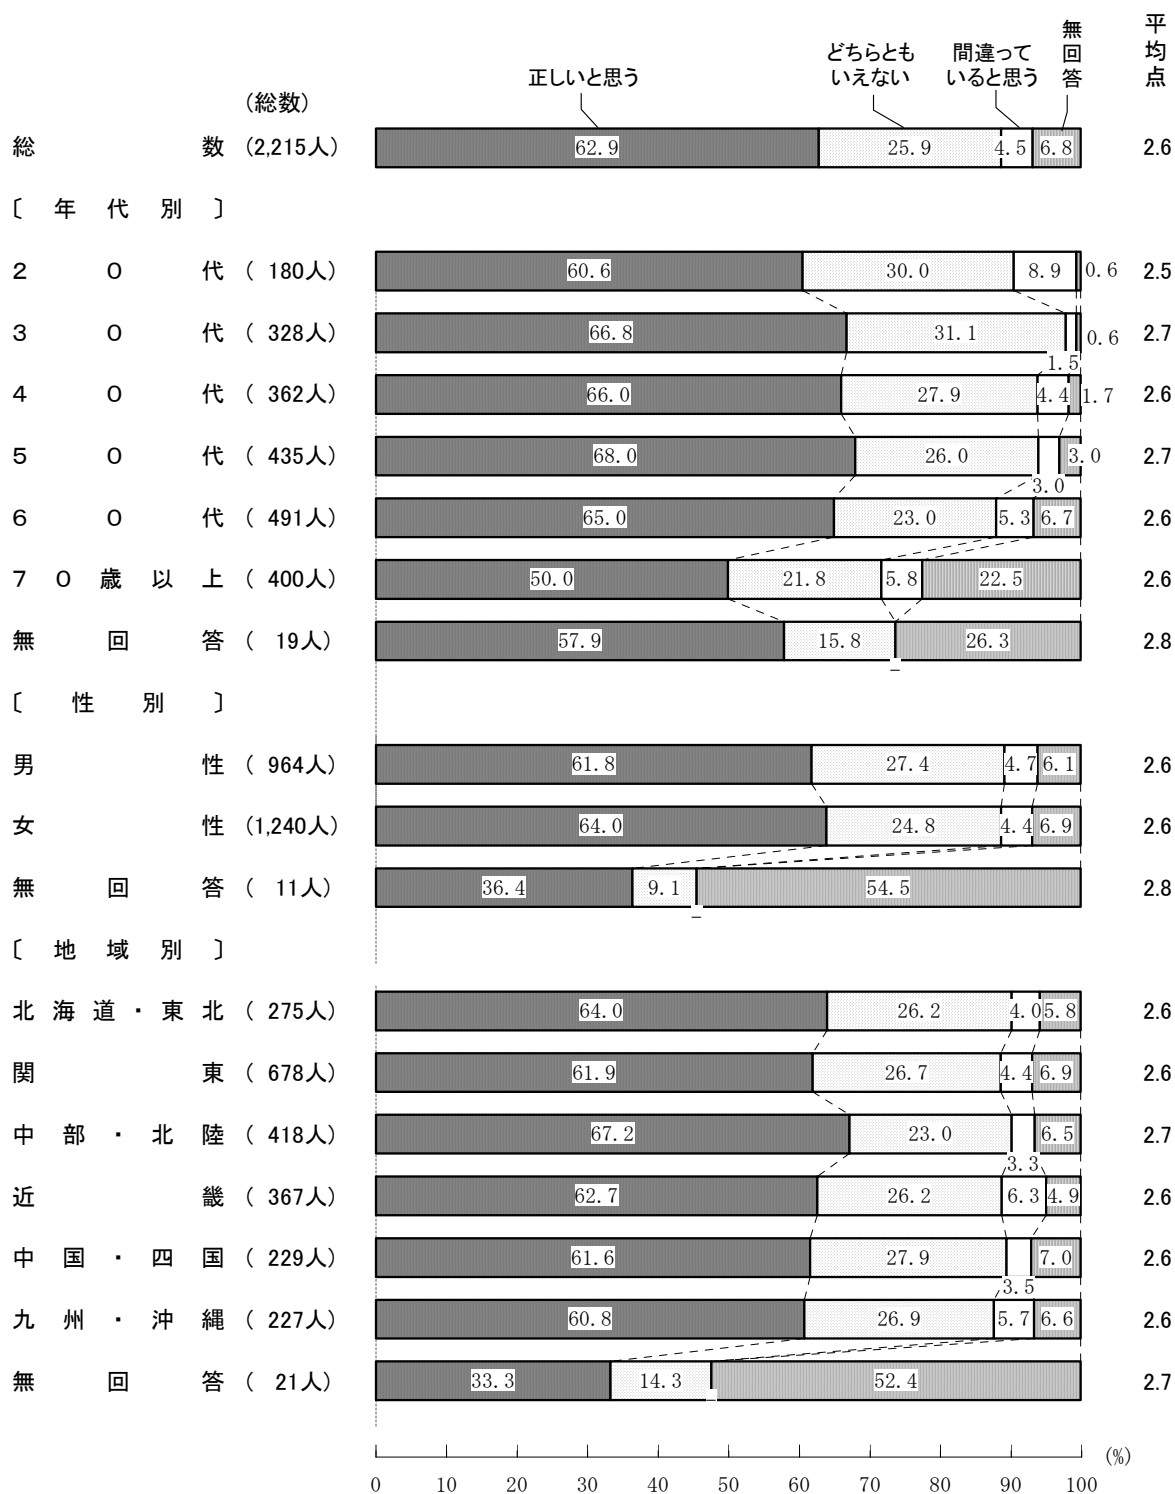 正しいと思う どちらともいえない 間違っていると思う 無回答 平均点
(総数)
総数 (2,215人) 62.9 25.9 4.5 6.8 2.6
〔年代別〕
２０代 ( 180人) 60.6 30.0 8.9 0.6 2.5
３０代 ( 328人) 66.8 31.1 1.5 0.6 2.7
４０代 ( 362人) 66.0 27.9 4.4 1.7 2.6
５０代 ( 435人) 68.0 26.0 3.0 3.0 2.7
６０代 ( 491人) 65.0 23.0 5.3 6.7 2.6
７０歳以上 ( 400人) 50.0 21.8 5.8 22.5 2.6
無回答 ( 19人) 57.9 15.8 － 26.3 2.8
〔性別〕
男性 ( 964人) 61.8 27.4 4.7 6.1 2.6
女性 (1,240人) 64.0 24.8 4.4 6.9 2.6
無回答 ( 11人) 36.4 9.1 － 54.5 2.8
〔地域別〕
北海道・東北 ( 275人) 64.0 26.2 4.0 5.8 2.6
関東 ( 678人) 61.9 26.7 4.4 6.9 2.6
中部・北陸 ( 418人) 67.2 23.0 3.3 6.5 2.7
近畿 ( 367人) 62.7 26.2 6.3 4.9 2.6
中国・四国 ( 229人) 61.6 27.9 3.5 7.0 2.6
九州・沖縄 ( 227人) 60.8 26.9 5.7 6.6 2.6
無回答 ( 21人) 33.3 14.3 － 52.4 2.7
(%)
0 10 20 30 40 50 60 70 80 90 100